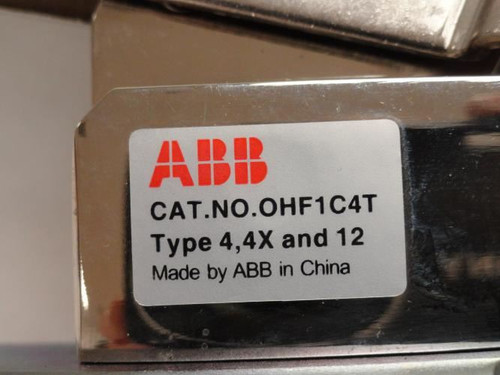 ABB
CAT.NO.OHF1C4T
Type 4,4X and 12
Made by ABB in China